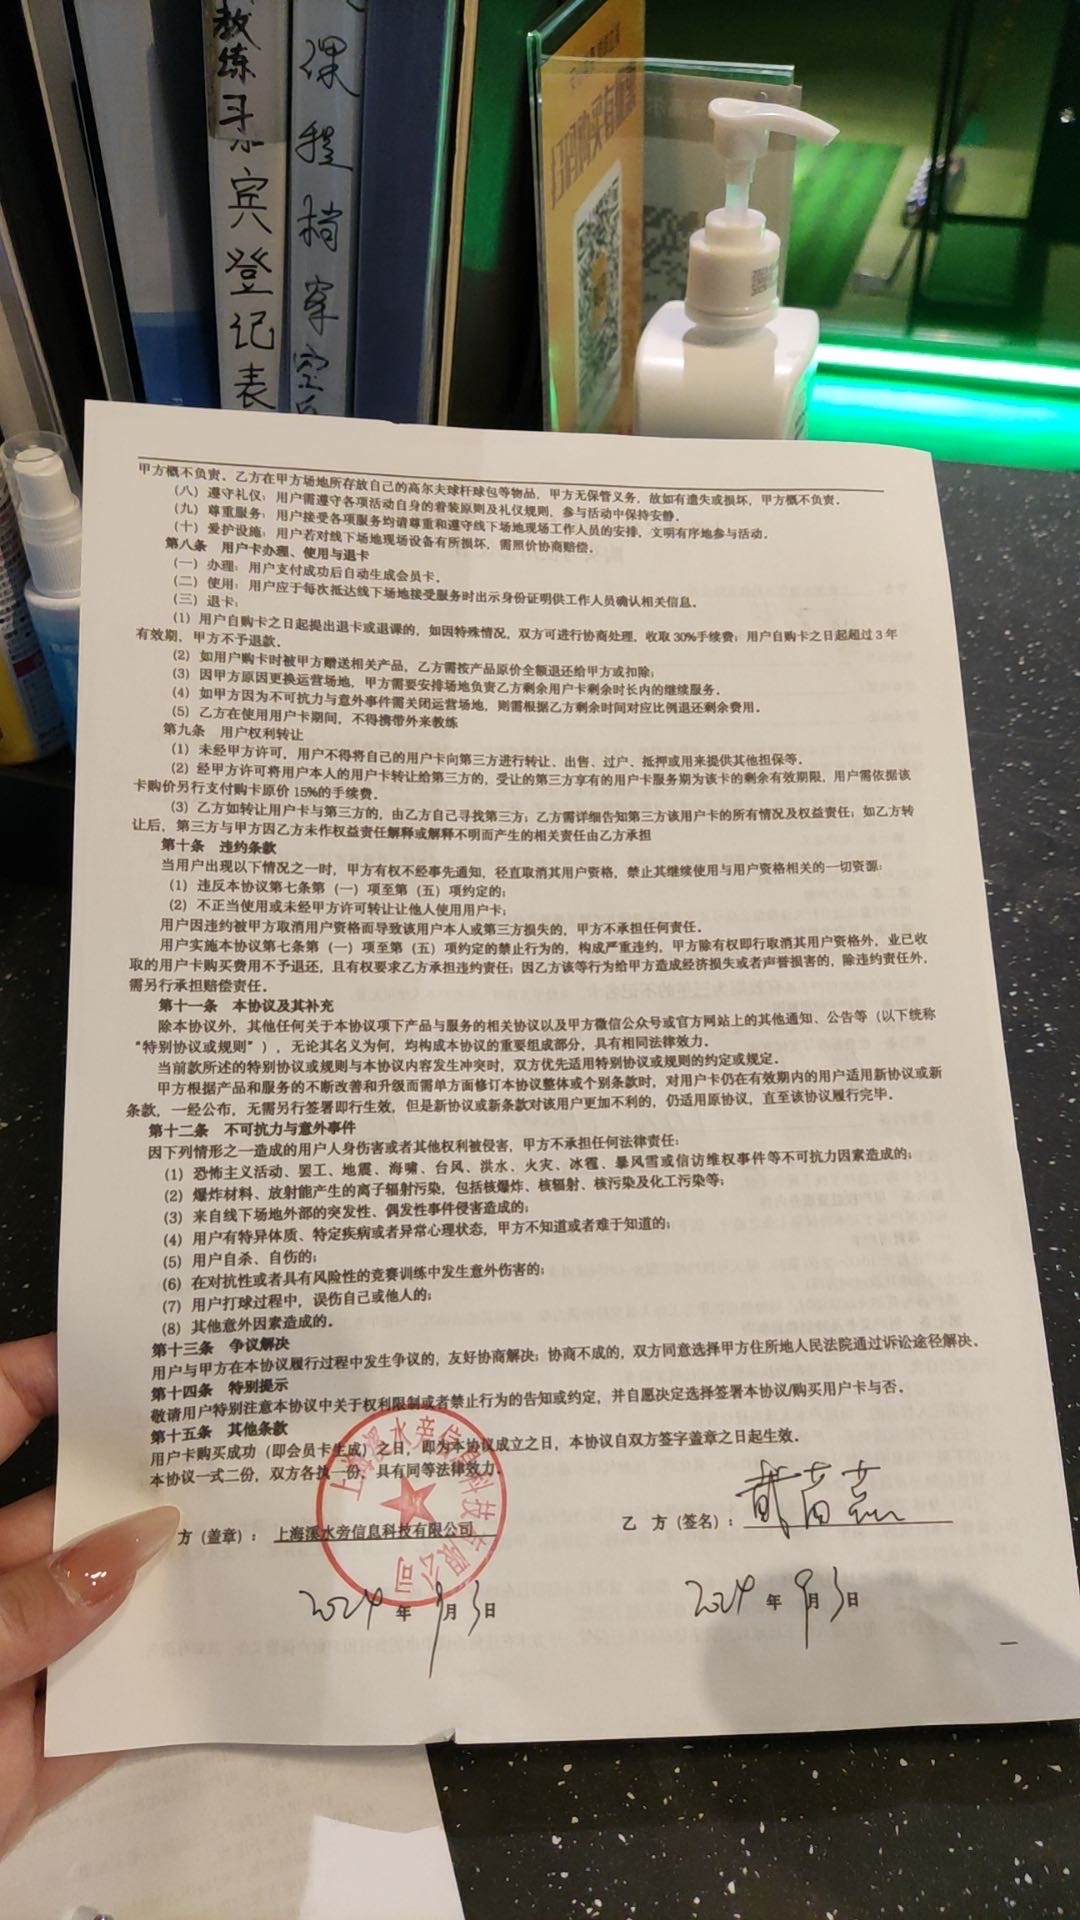 教练
习
宾登记表
课程
甲方概不负责。乙方在甲方场地所存放自己的高尔夫球杆球包等物品，甲方无保管义务，故如有遗失或损坏，甲方概不负责。
（八）遵守礼仪：用户需遵守各项活动自身的着装原则及礼仪规则，参与活动中保持安静。
（九）尊重服务：用户接受各项服务均请尊重和遵守线下场地现场工作人员的安排，文明有序地参与活动。
（十）爱护设施：用户若对线下场地现场设备有所损坏，需照价协商赔偿。
第八条 用户卡办理、使用与退卡
（一）办理：用户支付成功后自动生成会员卡。
（二）使用：用户应于每次抵达线下场地接受服务时出示身份证明供工作人员确认相关信息。
（三）退卡：
（1）用户自购卡之日起提出退卡或退课的，如因特殊情况，双方可进行协商处理，收取 30%手续费；用户自购卡之日起超过 3 年
有效期，甲方不予退款。
（2）如用户购卡时被甲方赠送相关产品，乙方需按产品原价全额退还给甲方或扣除；
（3）因甲方原因更换运营场地，甲方需要安排场地负责乙方剩余用户卡剩余时长内的继续服务。
（4）如甲方因为不可抗力与意外事件需关闭运营场地，则需根据乙方剩余时间对应比例退还剩余费用。
（5）乙方在使用用户卡期间，不得携带外来教练
第九条 用户权利转让
（1）未经甲方许可，用户不得将自己的用户卡向第三方进行转让、出售、过户、抵押或用来提供其他担保等。
（2）经甲方许可将用户本人的用户卡转让给第三方的，受让的第三方享有的用户卡服务期为该卡的剩余有效期限，用户需依据该
卡购价另行支付购卡原价 15%的手续费。
（3）乙方如转让用户卡与第三方的，由乙方自己寻找第三方；乙方需详细告知第三方该用户卡的所有情况及权益责任；如乙方转
让后，第三方与甲方因乙方未作权益责任解释或解释不明而产生的相关责任由乙方承担
第十条 违约条款
当用户出现以下情况之一时，甲方有权不经事先通知，径直取消其用户资格，禁止其继续使用与用户资格相关的一切资源：
（1）违反本协议第七条第（一）项至第（五）项约定的；
（2）不正当使用或未经甲方许可转让让他人使用用户卡；
用户因违约被甲方取消用户资格而导致该用户本人或第三方损失的，甲方不承担任何责任。
用户实施本协议第七条第（一）项至第（五）项约定的禁止行为的，构成严重违约，甲方除有权即行取消其用户资格外，业已收
取的用户卡购买费用不予退还，且有权要求乙方承担违约责任；因乙方该等行为给甲方造成经济损失或者声誉损害的，除违约责任外，
需另行承担赔偿责任。
第十一条 本协议及其补充
除本协议外，其他任何关于本协议项下产品与服务的相关协议以及甲方微信公众号或官方网站上的其他通知、公告等（以下统称
“特别协议或规则”），无论其名义为何，均构成本协议的重要组成部分，具有相同法律效力。
当前款所述的特别协议或规则与本协议内容发生冲突时，双方优先适用特别协议或规则的约定或规定。
甲方根据产品和服务的不断改善和升级而需单方面修订本协议整体或个别条款时，对用户卡仍在有效期内的用户适用新协议或新
条款，一经公布，无需另行签署即行生效，但是新协议或新条款对该用户更加不利的，仍适用原协议，直至该协议履行完毕。
第十二条 不可抗力与意外事件
因下列情形之一造成的用户人身伤害或者其他权利被侵害，甲方不承担任何法律责任：
（1）恐怖主义活动、罢工、地震、海啸、台风、洪水、火灾、冰雹、暴风雪或信访维权事件等不可抗力因素造成的；
（2）爆炸材料、放射能产生的离子辐射污染，包括核爆炸、核辐射、核污染及化工污染等；
（3）来自线下场地外部的突发性、偶发性事件侵害造成的；
（4）用户有特异体质、特定疾病或者异常心理状态，甲方不知道或者难于知道的；
（5）用户自杀、自伤的；
（6）在对抗性或者具有风险性的竞赛训练中发生意外伤害的；
（7）用户打球过程中，误伤自己或他人的；
（8）其他意外因素造成的。
第十三条 争议解决
用户与甲方在本协议履行过程中发生争议的，友好协商解决；协商不成的，双方同意选择甲方住所地人民法院通过诉讼途径解决。
第十四条 特别提示
敬请用户特别注意本协议中关于权利限制或者禁止行为的告知或约定，并自愿决定选择签署本协议/购买用户卡与否。
第十五条 其他条款
用户卡购买成功（即会员卡生成）之日，即为本协议成立之日，本协议自双方签字盖章之日起生效。
本协议一式二份，双方各执一份，具有同等法律效力。
方（盖章）： 上海溪水旁信息科技有限公司
乙 方（签名）：
上海溪水旁信息科技有限公司
2024 年 9 月 3 日
2024 年 9 月 3 日